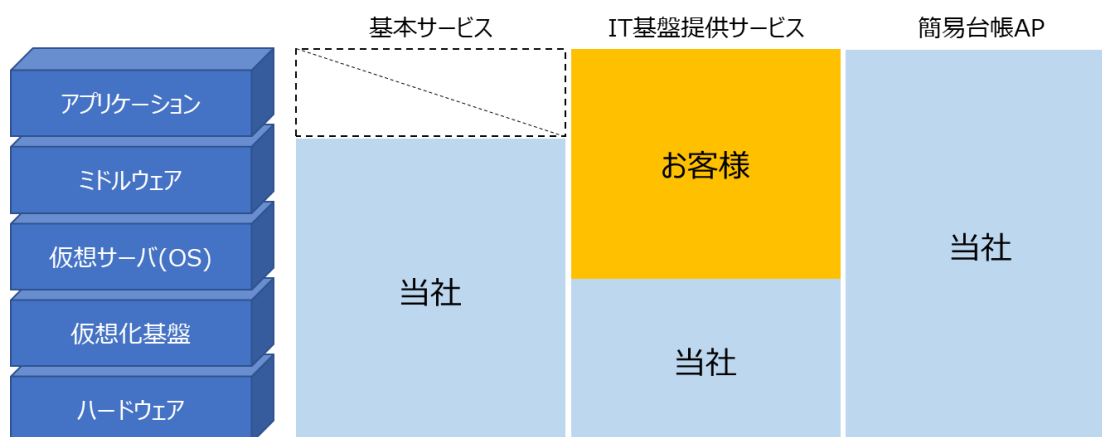 基本サービス
IT基盤提供サービス
簡易台帳AP
アプリケーション
ミドルウェア
仮想サーバ(OS)
仮想化基盤
ハードウェア
当社
お客様
当社
当社